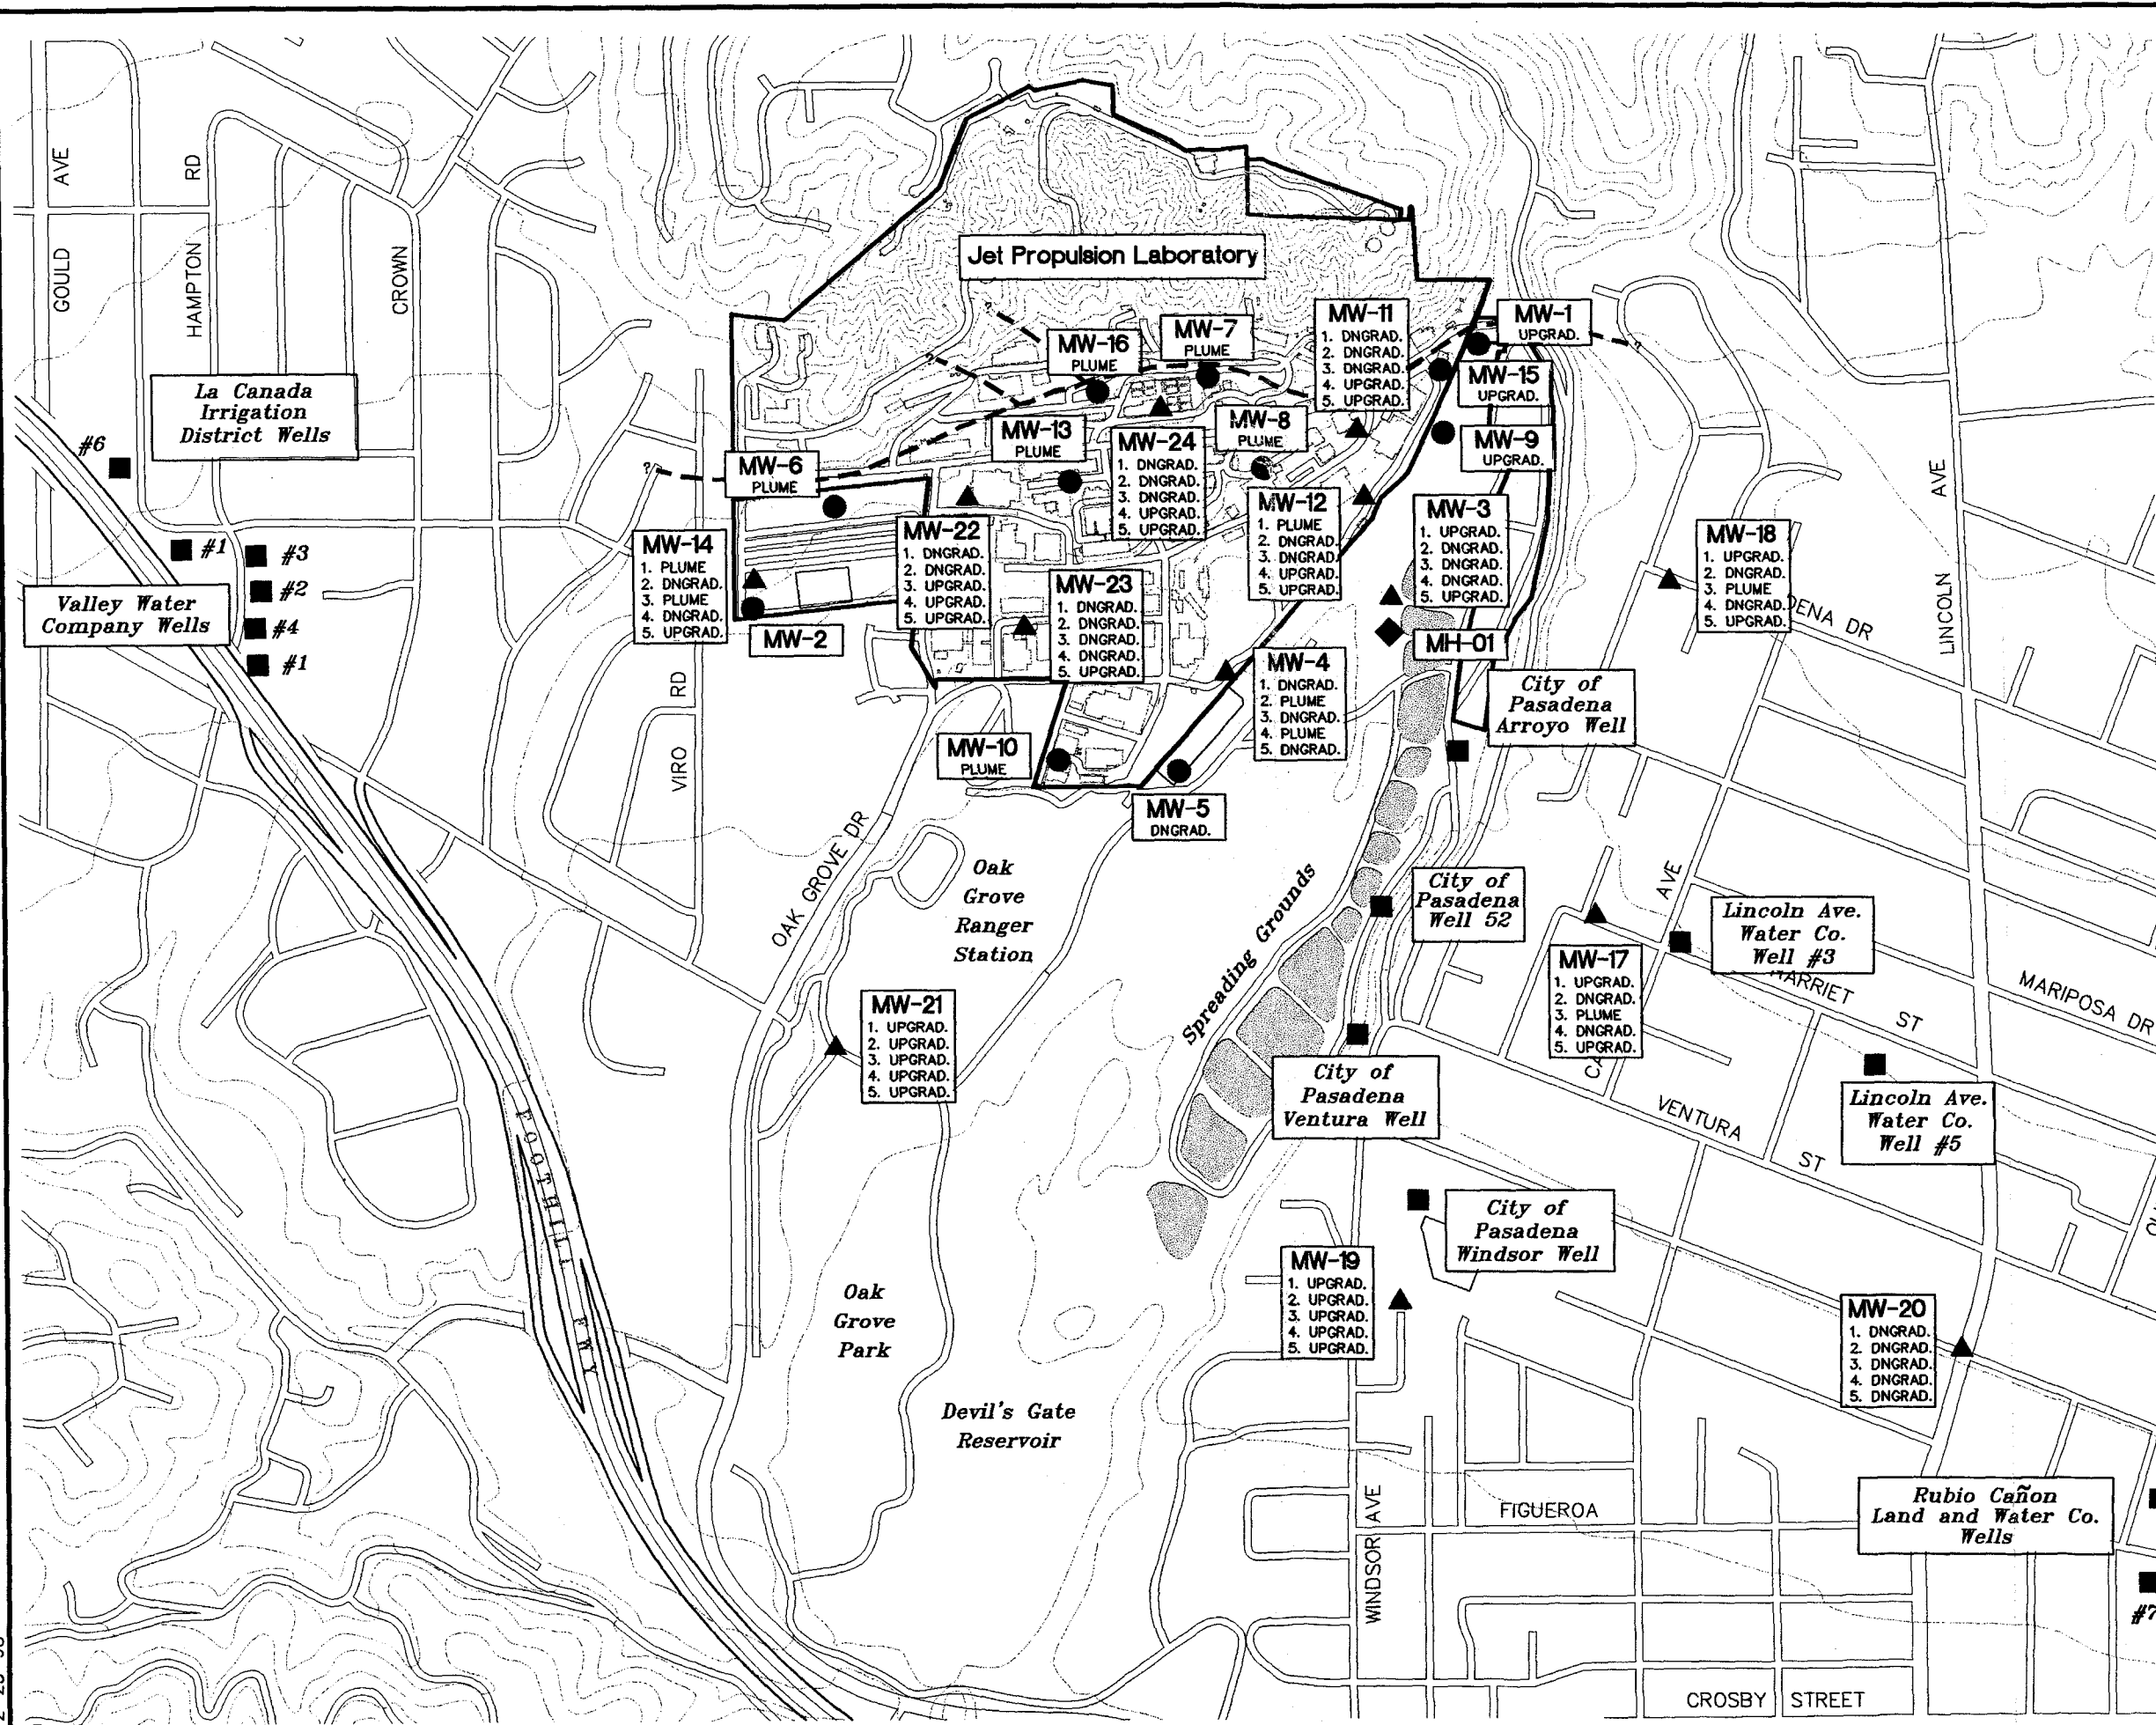 Jet Propulsion Laboratory
GOULD AVE
HAMPTON RD
CROWN
LINCOLN AVE
La Canada
Irrigation
District Wells
#6
#1
#3
#2
#4
#1
Valley Water
Company Wells
MW-16
PLUME
MW-7
PLUME
MW-11
1. DNGRAD.
2. DNGRAD.
3. DNGRAD.
4. UPGRAD.
5. UPGRAD.
MW-1
UPGRAD.
?
?
?
?
MW-15
UPGRAD.
MW-9
UPGRAD.
MW-13
PLUME
MW-24
1. DNGRAD.
2. DNGRAD.
3. DNGRAD.
4. UPGRAD.
5. UPGRAD.
MW-8
PLUME
MW-6
PLUME
MW-12
1. PLUME
2. DNGRAD.
3. DNGRAD.
4. UPGRAD.
5. UPGRAD.
MW-3
1. UPGRAD.
2. DNGRAD.
3. DNGRAD.
4. DNGRAD.
5. UPGRAD.
MW-18
1. UPGRAD.
2. DNGRAD.
3. PLUME
4. DNGRAD.
5. UPGRAD.
DENA DR
LINCOLN
MW-14
1. PLUME
2. DNGRAD.
3. PLUME
4. DNGRAD.
5. UPGRAD.
MW-22
1. DNGRAD.
2. DNGRAD.
3. UPGRAD.
4. UPGRAD.
5. UPGRAD.
MW-23
1. DNGRAD.
2. DNGRAD.
3. DNGRAD.
4. DNGRAD.
5. UPGRAD.
MW-2
MH-01
MW-4
1. DNGRAD.
2. PLUME
3. DNGRAD.
4. PLUME
5. DNGRAD.
City of
Pasadena
Arroyo Well
VIRO RD
MW-10
PLUME
MW-5
DNGRAD.
OAK GROVE DR
Oak
Grove
Ranger
Station
Spreading Grounds
City of
Pasadena
Well 52
AVE
Lincoln Ave.
Water Co.
Well #3
HARRIET ST
MARIPOSA DR
MW-17
1. UPGRAD.
2. DNGRAD.
3. PLUME
4. DNGRAD.
5. UPGRAD.
CA
MW-21
1. UPGRAD.
2. UPGRAD.
3. UPGRAD.
4. UPGRAD.
5. UPGRAD.
City of
Pasadena
Ventura Well
VENTURA ST
Lincoln Ave.
Water Co.
Well #5
FOOTHILL FWY
City of
Pasadena
Windsor Well
MW-19
1. UPGRAD.
2. UPGRAD.
3. UPGRAD.
4. UPGRAD.
5. UPGRAD.
MW-20
1. DNGRAD.
2. DNGRAD.
3. DNGRAD.
4. DNGRAD.
5. DNGRAD.
Oak
Grove
Park
Devil's Gate
Reservoir
WINDSOR AVE
FIGUEROA
Rubio Cañon
Land and Water Co.
Wells
#7
CROSBY STREET